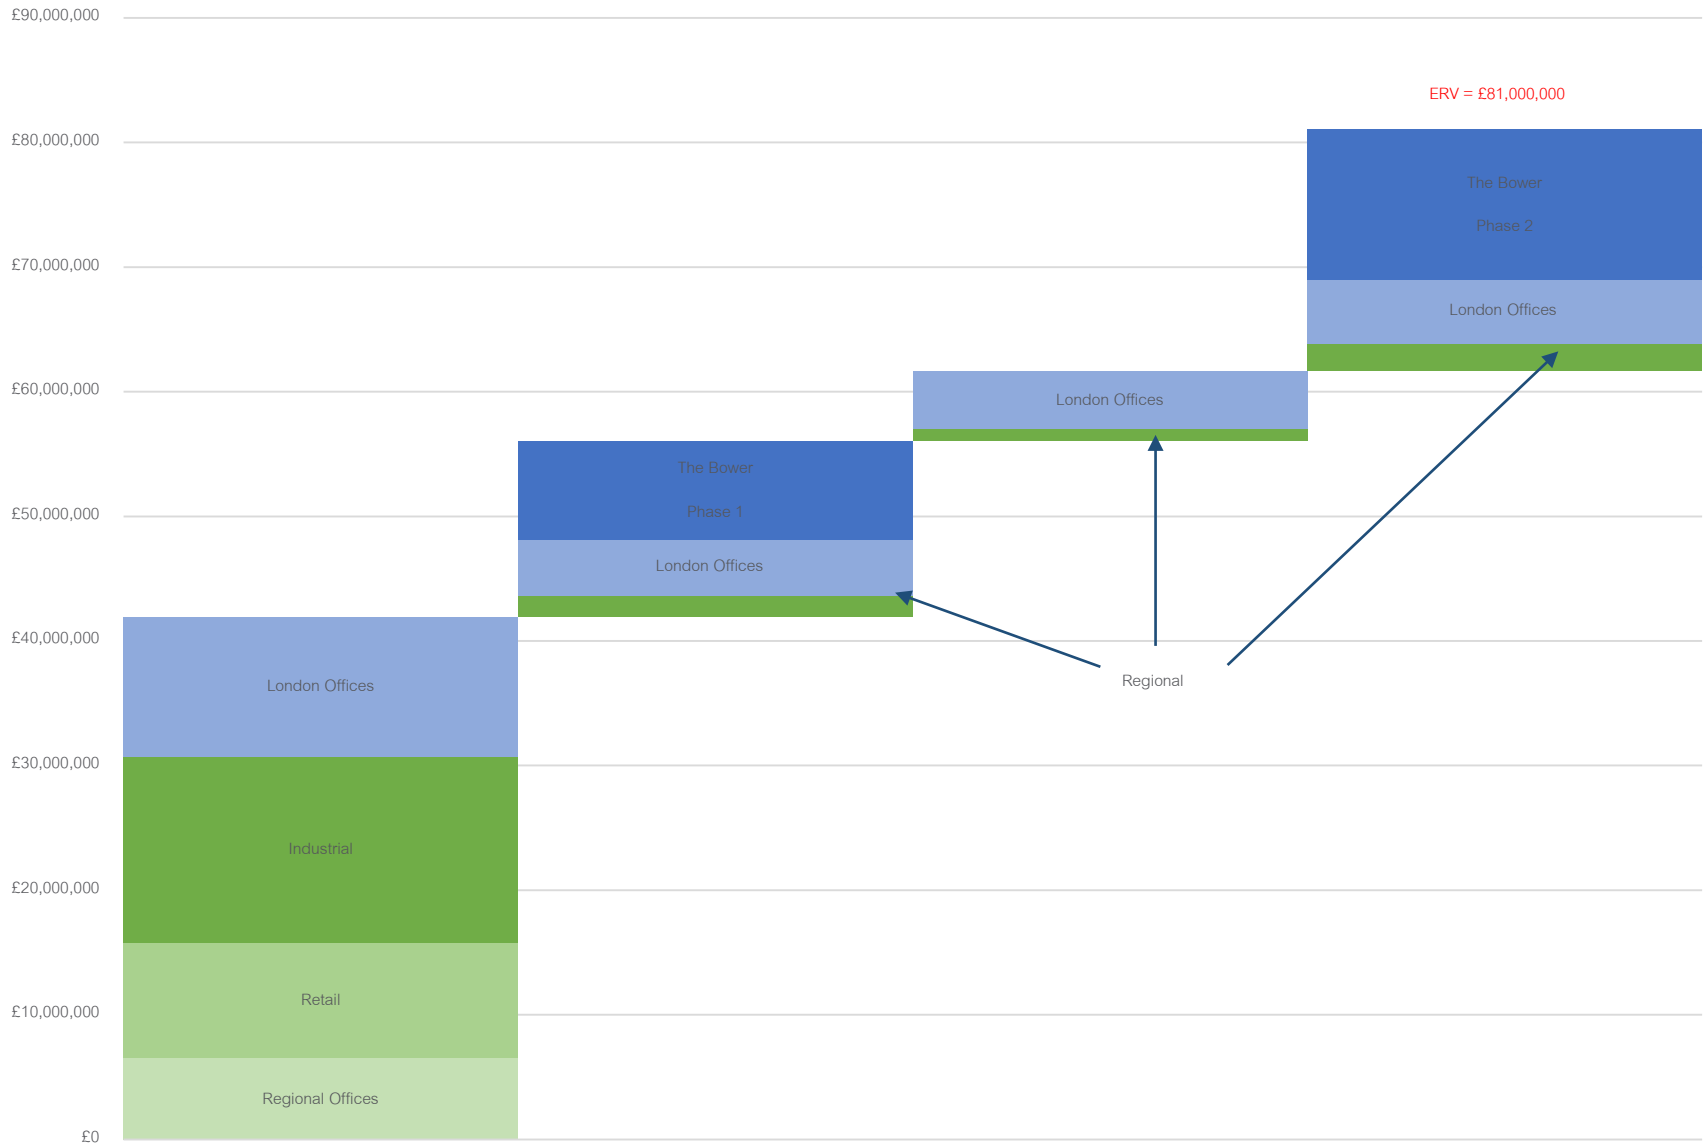 £90,000,000
ERV = £81,000,000
£80,000,000
The Bower
Phase 2
£70,000,000
London Offices
£60,000,000
London Offices
The Bower
Phase 1
£50,000,000
London Offices
£40,000,000
Regional
London Offices
£30,000,000
Industrial
£20,000,000
Retail
£10,000,000
Regional Offices
£0